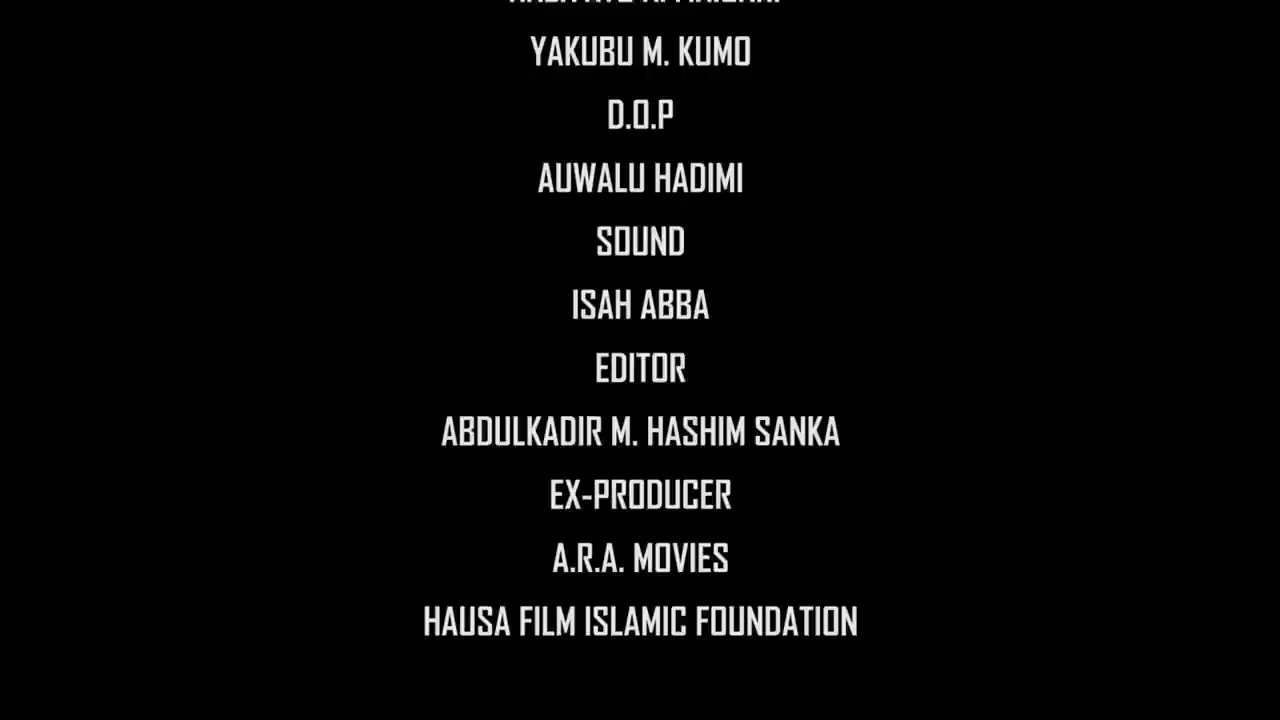 YAKUBU M. KUMO
D.O.P
AUWALU HADIMI
SOUND
ISAH ABBA
EDITOR
ABDULKADIR M. HASHIM SANKA
EX-PRODUCER
A.R.A. MOVIES
HAUSA FILM ISLAMIC FOUNDATION